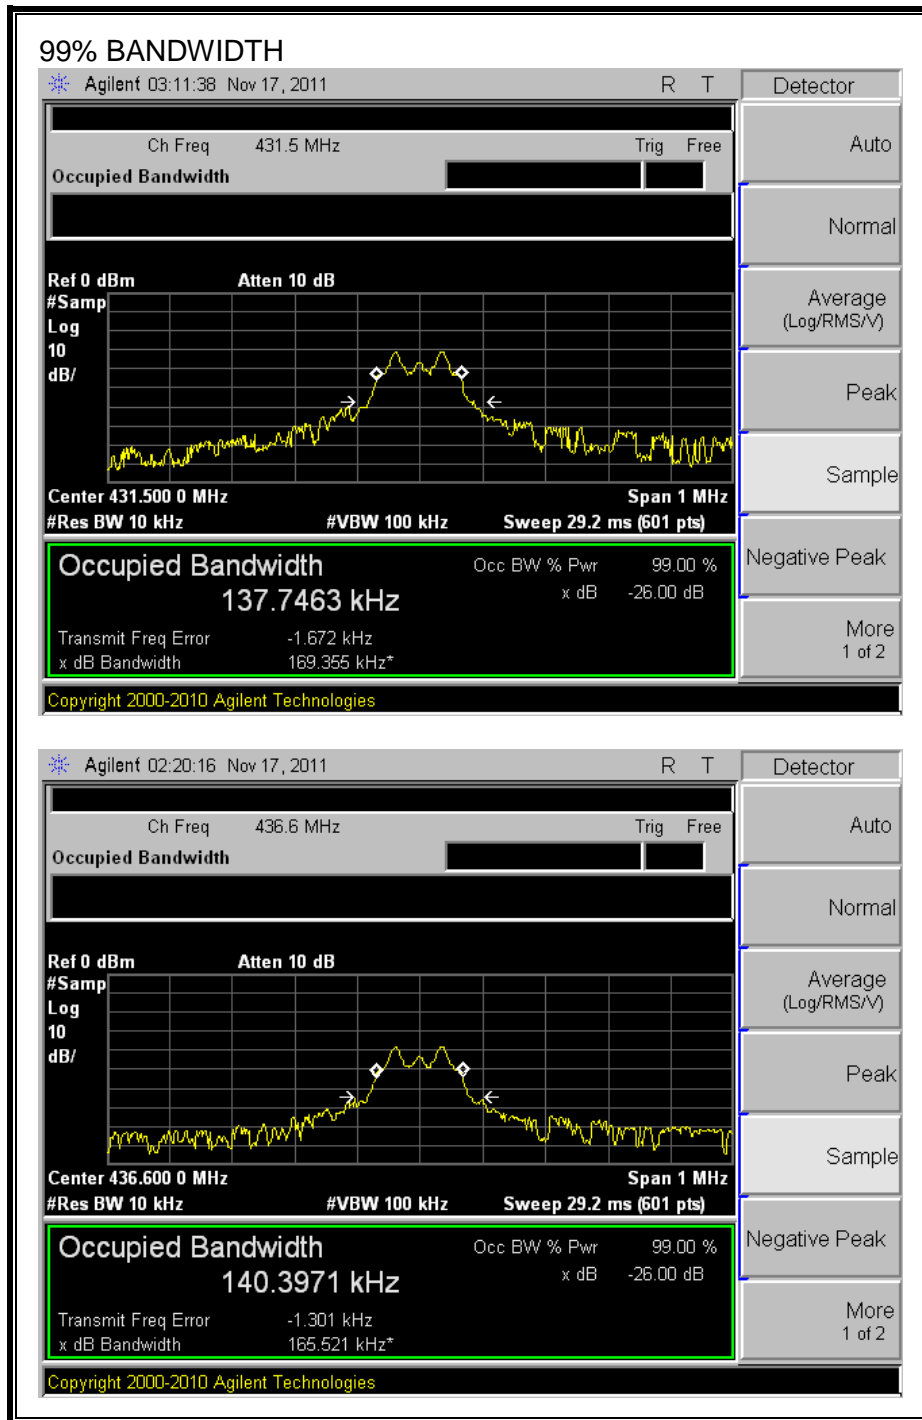 99% BANDWIDTH
Agilent 03:11:38 Nov 17, 2011 R T Detector
Ch Freq 431.5 MHz Trig Free
Occupied Bandwidth
Auto
Normal
Ref 0 dBm Atten 10 dB
#Samp
Log
10
dB/
Average
(Log/RMS/V)
Peak
Sample
Center 431.500 0 MHz Span 1 MHz
#Res BW 10 kHz #VBW 100 kHz Sweep 29.2 ms (601 pts)
Occupied Bandwidth Occ BW % Pwr 99.00 %
137.7463 kHz x dB -26.00 dB
Negative Peak
Transmit Freq Error -1.672 kHz
x dB Bandwidth 169.355 kHz*
More
1 of 2
Copyright 2000-2010 Agilent Technologies
Agilent 02:20:16 Nov 17, 2011 R T Detector
Ch Freq 436.6 MHz Trig Free
Occupied Bandwidth
Auto
Normal
Ref 0 dBm Atten 10 dB
#Samp
Log
10
dB/
Average
(Log/RMS/V)
Peak
Sample
Center 436.600 0 MHz Span 1 MHz
#Res BW 10 kHz #VBW 100 kHz Sweep 29.2 ms (601 pts)
Occupied Bandwidth Occ BW % Pwr 99.00 %
140.3971 kHz x dB -26.00 dB
Negative Peak
Transmit Freq Error -1.301 kHz
x dB Bandwidth 165.521 kHz*
More
1 of 2
Copyright 2000-2010 Agilent Technologies